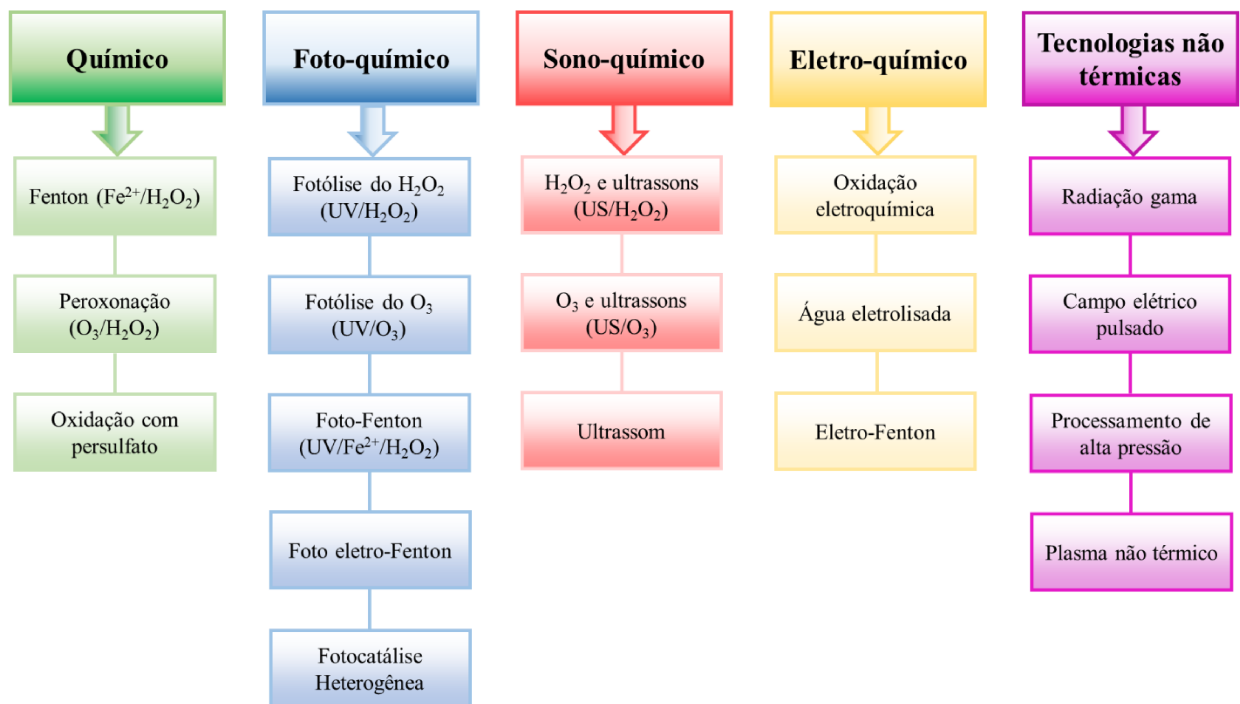 Químico
Fenton (Fe²⁺/H₂O₂)
Peroxonação
(O₃/H₂O₂)
Oxidação com
persulfato
Foto-químico
Fotólise do H₂O₂
(UV/H₂O₂)
Fotólise do O₃
(UV/O₃)
Foto-Fenton
(UV/Fe²⁺/H₂O₂)
Foto eletro-Fenton
Fotocatálise
Heterogênea
Sono-químico
H₂O₂ e ultrassons
(US/H₂O₂)
O₃ e ultrassons
(US/O₃)
Ultrassom
Eletro-químico
Oxidação
eletroquímica
Água eletrolisada
Eletro-Fenton
Tecnologias não
térmicas
Radiação gama
Campo elétrico
pulsado
Processamento de
alta pressão
Plasma não térmico